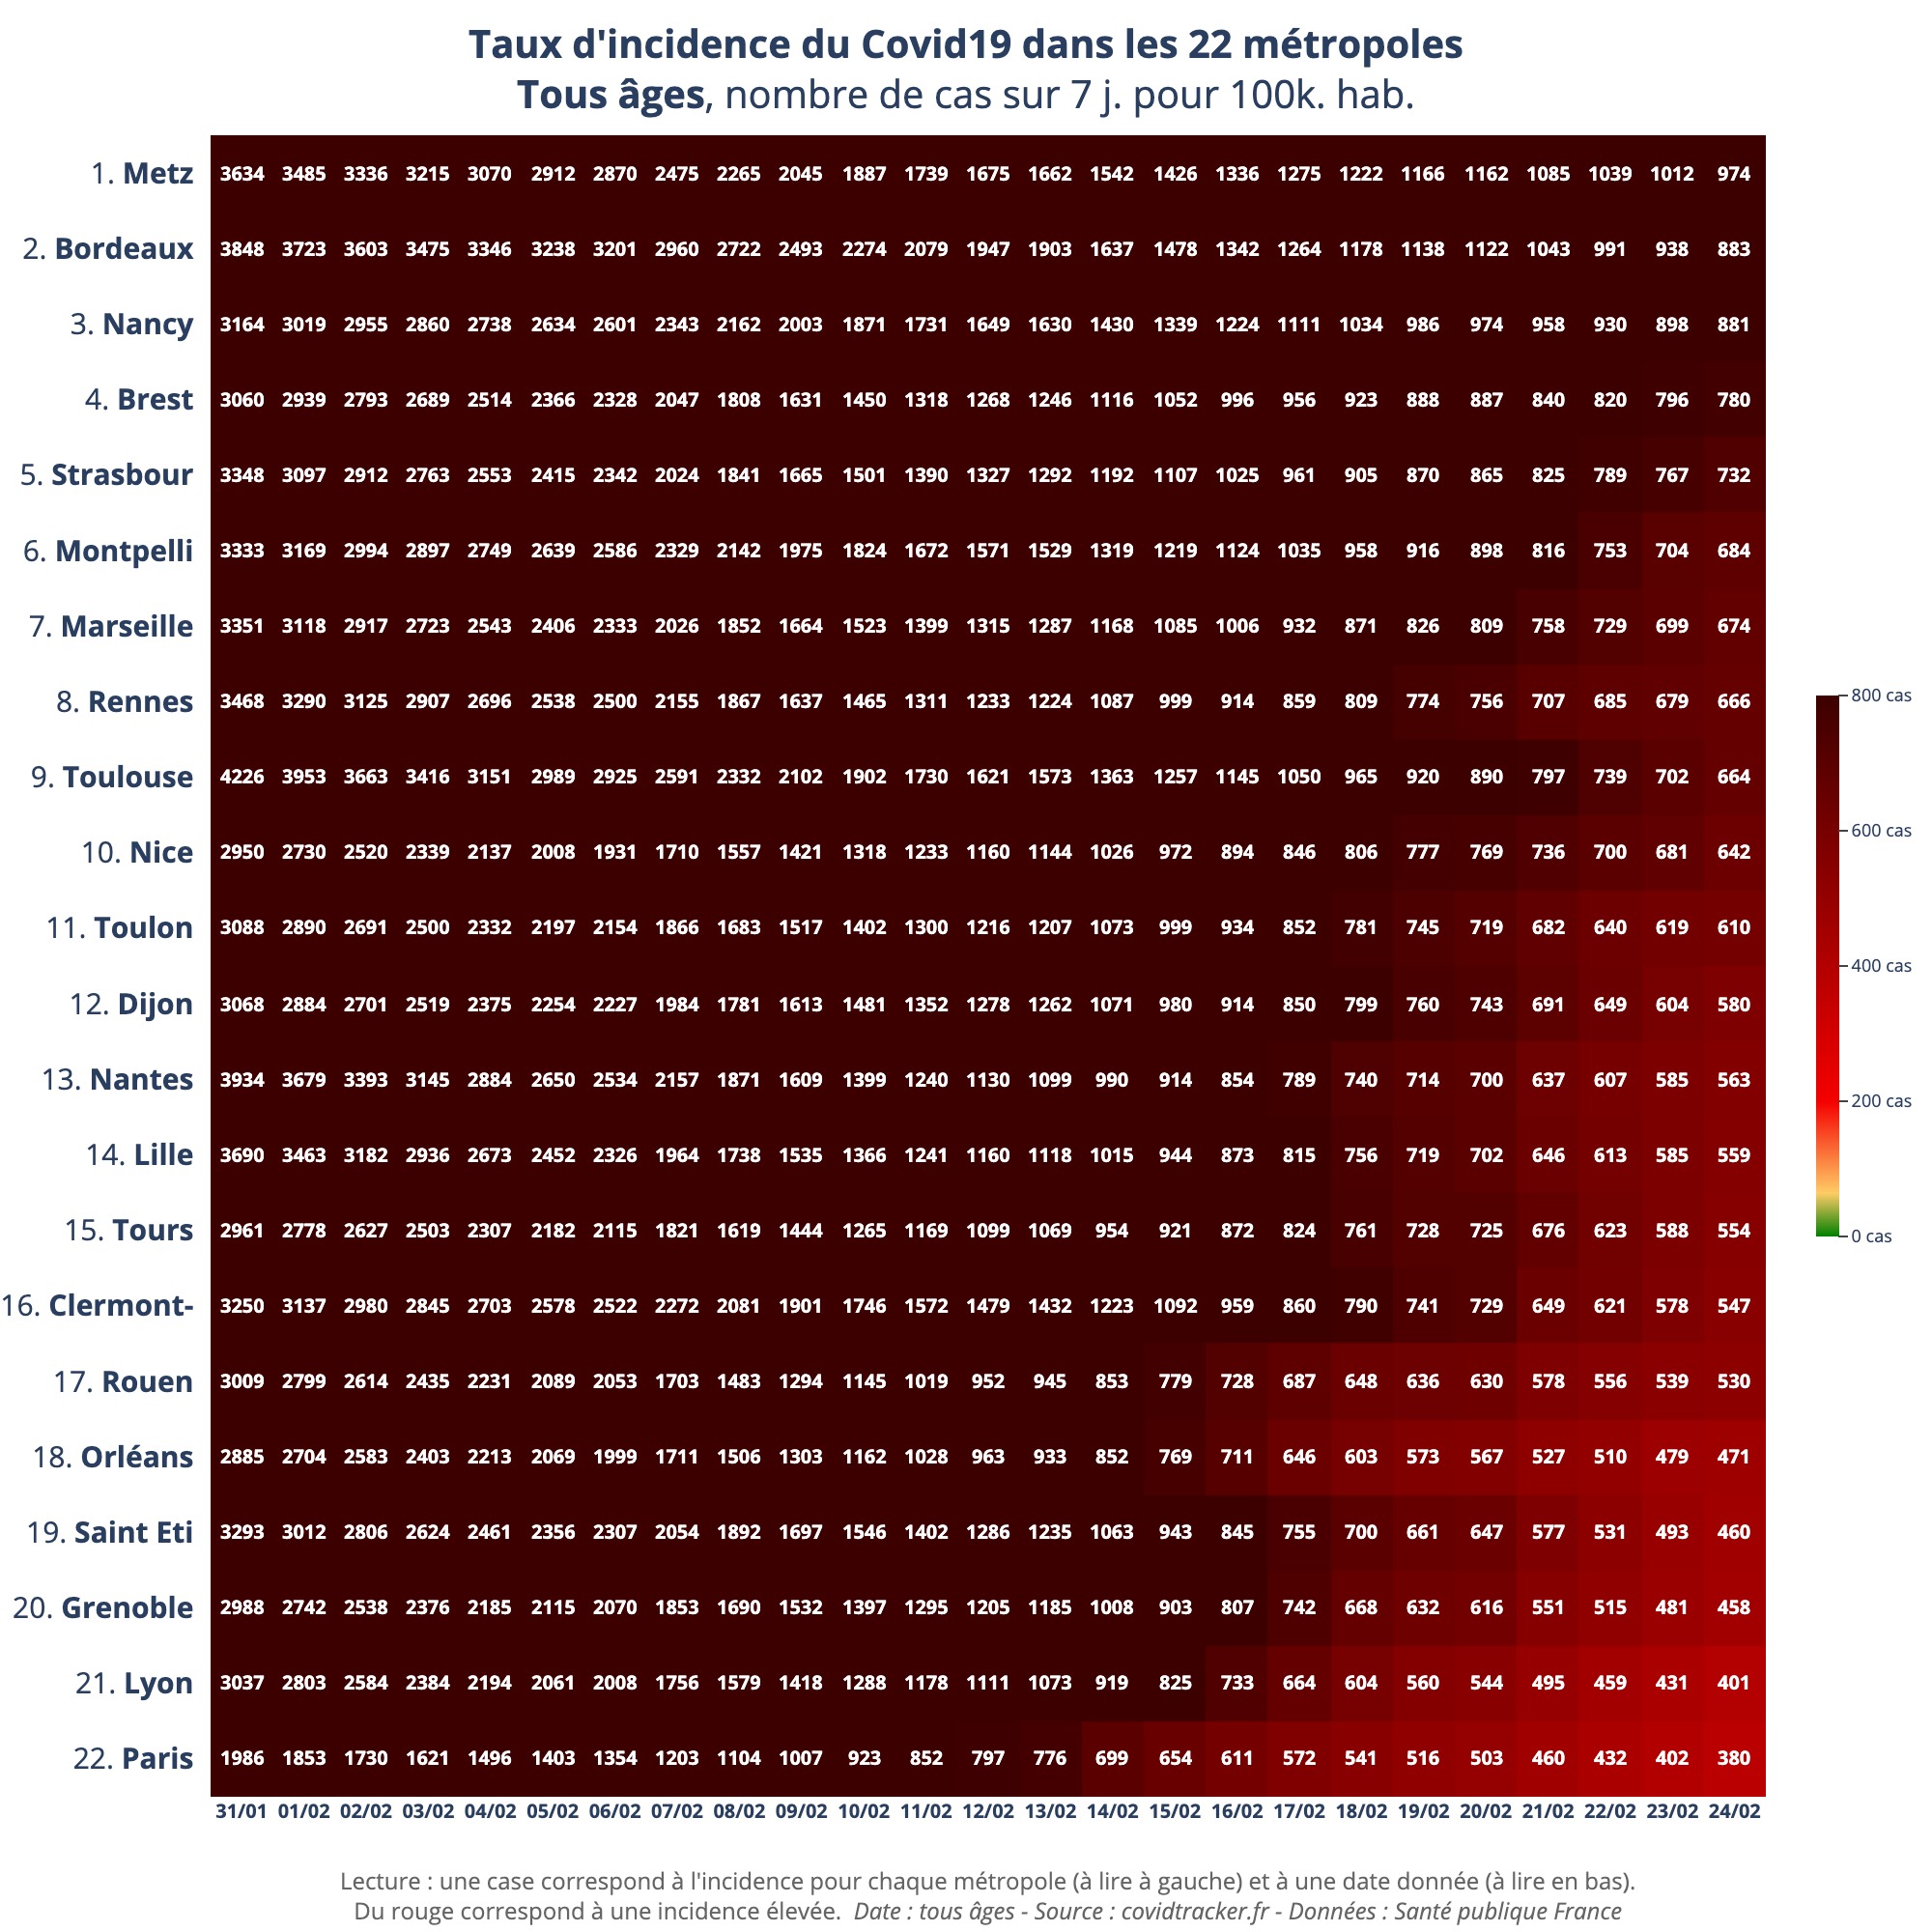 Taux d'incidence du Covid19 dans les 22 métropoles
Tous âges, nombre de cas sur 7 j. pour 100k. hab.
1. Metz 3634 3485 3336 3215 3070 2912 2870 2475 2265 2045 1887 1739 1675 1662 1542 1426 1336 1275 1222 1166 1162 1085 1039 1012 974
2. Bordeaux 3848 3723 3603 3475 3346 3238 3201 2960 2722 2493 2274 2079 1947 1903 1637 1478 1342 1264 1178 1138 1122 1043 991 938 883
3. Nancy 3164 3019 2955 2860 2738 2634 2601 2343 2162 2003 1871 1731 1649 1630 1430 1339 1224 1111 1034 986 974 958 930 898 881
4. Brest 3060 2939 2793 2689 2514 2366 2328 2047 1808 1631 1450 1318 1268 1246 1116 1052 996 956 923 888 887 840 820 796 780
5. Strasbour 3348 3097 2912 2763 2553 2415 2342 2024 1841 1665 1501 1390 1327 1292 1192 1107 1025 961 905 870 865 825 789 767 732
6. Montpelli 3333 3169 2994 2897 2749 2639 2586 2329 2142 1975 1824 1672 1571 1529 1319 1219 1124 1035 958 916 898 816 753 704 684
7. Marseille 3351 3118 2917 2723 2543 2406 2333 2026 1852 1664 1523 1399 1315 1287 1168 1085 1006 932 871 826 809 758 729 699 674
8. Rennes 3468 3290 3125 2907 2696 2538 2500 2155 1867 1637 1465 1311 1233 1224 1087 999 914 859 809 774 756 707 685 679 666
9. Toulouse 4226 3953 3663 3416 3151 2989 2925 2591 2332 2102 1902 1730 1621 1573 1363 1257 1145 1050 965 920 890 797 739 702 664
10. Nice 2950 2730 2520 2339 2137 2008 1931 1710 1557 1421 1318 1233 1160 1144 1026 972 894 846 806 777 769 736 700 681 642
11. Toulon 3088 2890 2691 2500 2332 2197 2154 1866 1683 1517 1402 1300 1216 1207 1073 999 934 852 781 745 719 682 640 619 610
12. Dijon 3068 2884 2701 2519 2375 2254 2227 1984 1781 1613 1481 1352 1278 1262 1071 980 914 850 799 760 743 691 649 604 580
13. Nantes 3934 3679 3393 3145 2884 2650 2534 2157 1871 1609 1399 1240 1130 1099 990 914 854 789 740 714 700 637 607 585 563
14. Lille 3690 3463 3182 2936 2673 2452 2326 1964 1738 1535 1366 1241 1160 1118 1015 944 873 815 756 719 702 646 613 585 559
15. Tours 2961 2778 2627 2503 2307 2182 2115 1821 1619 1444 1265 1169 1099 1069 954 921 872 824 761 728 725 676 623 588 554
16. Clermont- 3250 3137 2980 2845 2703 2578 2522 2272 2081 1901 1746 1572 1479 1432 1223 1092 959 860 790 741 729 649 621 578 547
17. Rouen 3009 2799 2614 2435 2231 2089 2053 1703 1483 1294 1145 1019 952 945 853 779 728 687 648 636 630 578 556 539 530
18. Orléans 2885 2704 2583 2403 2213 2069 1999 1711 1506 1303 1162 1028 963 933 852 769 711 646 603 573 567 527 510 479 471
19. Saint Eti 3293 3012 2806 2624 2461 2356 2307 2054 1892 1697 1546 1402 1286 1235 1063 943 845 755 700 661 647 577 531 493 460
20. Grenoble 2988 2742 2538 2376 2185 2115 2070 1853 1690 1532 1397 1295 1205 1185 1008 903 807 742 668 632 616 551 515 481 458
21. Lyon 3037 2803 2584 2384 2194 2061 2008 1756 1579 1418 1288 1178 1111 1073 919 825 733 664 604 560 544 495 459 431 401
22. Paris 1986 1853 1730 1621 1496 1403 1354 1203 1104 1007 923 852 797 776 699 654 611 572 541 516 503 460 432 402 380
31/01 01/02 02/02 03/02 04/02 05/02 06/02 07/02 08/02 09/02 10/02 11/02 12/02 13/02 14/02 15/02 16/02 17/02 18/02 19/02 20/02 21/02 22/02 23/02 24/02
800 cas
600 cas
400 cas
200 cas
0 cas
Lecture : une case correspond à l'incidence pour chaque métropole (à lire à gauche) et à une date donnée (à lire en bas).
Du rouge correspond à une incidence élevée. Date : tous âges - Source : covidtracker.fr - Données : Santé publique France